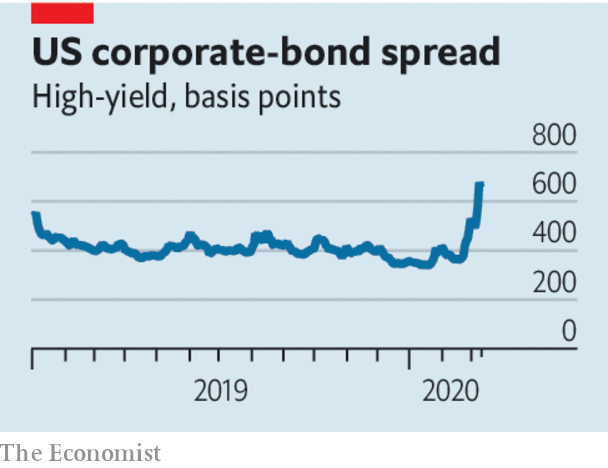 US corporate-bond spread
High-yield, basis points
800
600
400
200
0
2019 2020
The Economist